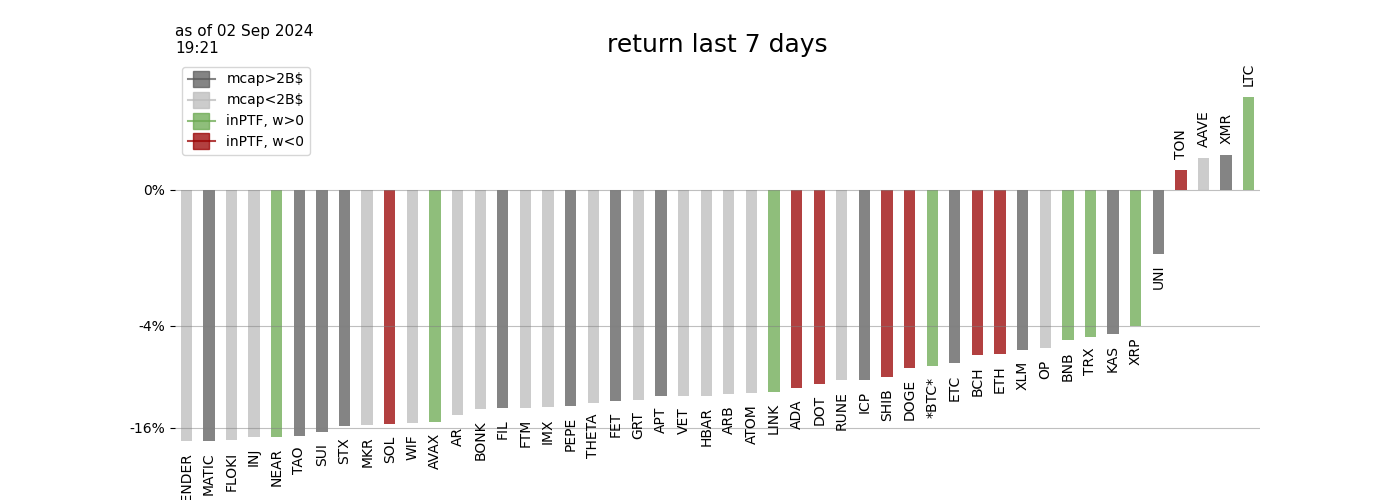 as of 02 Sep 2024
19:21
return last 7 days
mcap>2B$
mcap<2B$
inPTF, w>0
inPTF, w<0
0%
-4%
-16%
ENDER
MATIC
FLOKI
INJ
NEAR
TAO
SUI
STX
MKR
SOL
WIF
AVAX
AR
BONK
FIL
FTM
IMX
PEPE
THETA
FET
GRT
APT
VET
HBAR
ARB
ATOM
LINK
ADA
DOT
RUNE
ICP
SHIB
DOGE
*BTC*
ETC
BCH
ETH
XLM
OP
BNB
TRX
KAS
XRP
UNI
TON
AAVE
XMR
LTC